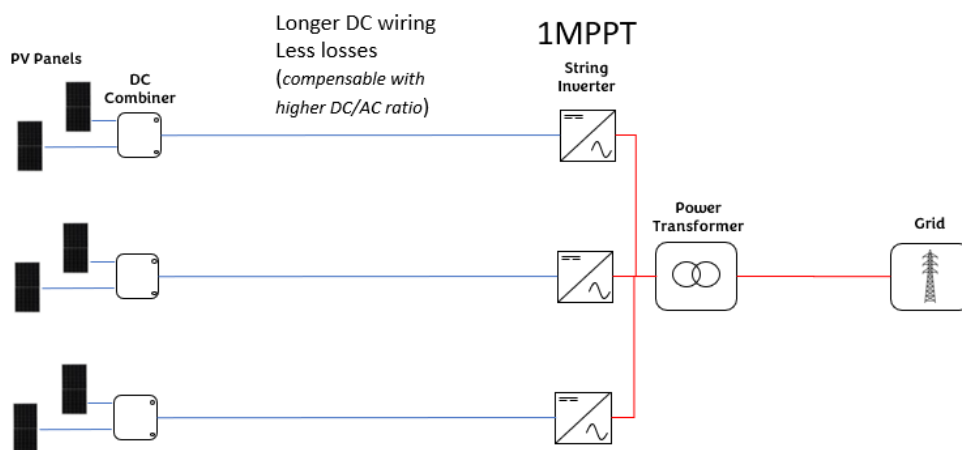 Longer DC wiring
Less losses
(compensable with
higher DC/AC ratio)
1MPPT
PV Panels
DC
Combiner
String
Inverter
Power
Transformer
Grid